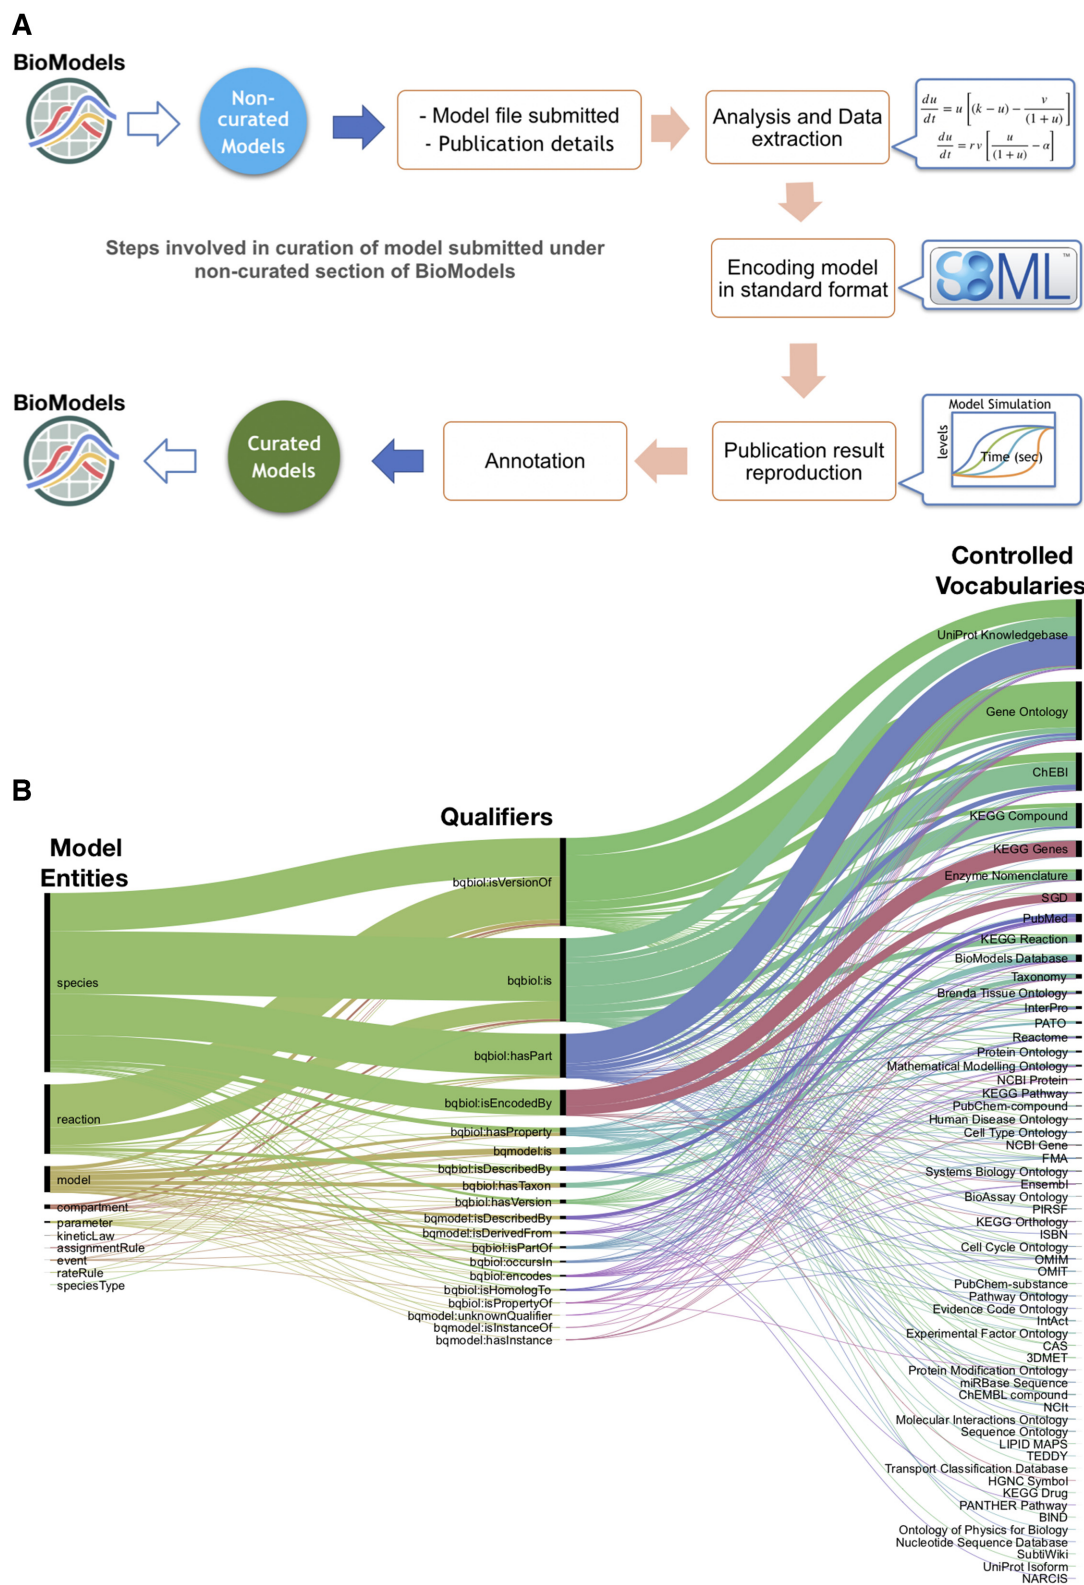 A
BioModels
Non-
curated
Models
- Model file submitted
- Publication details
Analysis and Data
extraction
du/dt = u [(k − u) − v/(1 + u)]
du/dt = r v [u/(1 + u) − α]
Steps involved in curation of model submitted under
non-curated section of BioModels
Encoding model
in standard format
SBML™
BioModels
Curated
Models
Annotation
Publication result
reproduction
Model Simulation
levels
Time (sec)
B
Model
Entities
Qualifiers
Controlled
Vocabularies
species
reaction
model
compartment
parameter
kineticLaw
assignmentRule
event
rateRule
speciesType
bqbiol:isVersionOf
bqbiol:is
bqbiol:hasPart
bqbiol:isEncodedBy
bqbiol:hasProperty
bqmodel:is
bqbiol:isDescribedBy
bqbiol:hasTaxon
bqbiol:hasVersion
bqmodel:isDescribedBy
bqmodel:isDerivedFrom
bqbiol:isPartOf
bqbiol:occursIn
bqbiol:encodes
bqbiol:isHomologTo
bqbiol:isPropertyOf
bqmodel:unknownQualifier
bqmodel:isInstanceOf
bqmodel:hasInstance
UniProt Knowledgebase
Gene Ontology
ChEBI
KEGG Compound
KEGG Genes
Enzyme Nomenclature
SGD
PubMed
KEGG Reaction
BioModels Database
Taxonomy
Brenda Tissue Ontology
InterPro
PATO
Reactome
Protein Ontology
Mathematical Modelling Ontology
NCBI Protein
KEGG Pathway
PubChem-compound
Human Disease Ontology
Cell Type Ontology
NCBI Gene
FMA
Systems Biology Ontology
Ensembl
BioAssay Ontology
PIRSF
KEGG Orthology
ISBN
Cell Cycle Ontology
OMIM
OMIT
PubChem-substance
Pathway Ontology
Evidence Code Ontology
IntAct
Experimental Factor Ontology
CAS
3DMET
Protein Modification Ontology
miRBase Sequence
ChEMBL compound
NCIt
Molecular Interactions Ontology
Sequence Ontology
LIPID MAPS
TEDDY
Transport Classification Database
HGNC Symbol
KEGG Drug
PANTHER Pathway
BIND
Ontology of Physics for Biology
Nucleotide Sequence Database
SubtiWiki
UniProt Isoform
NARCIS